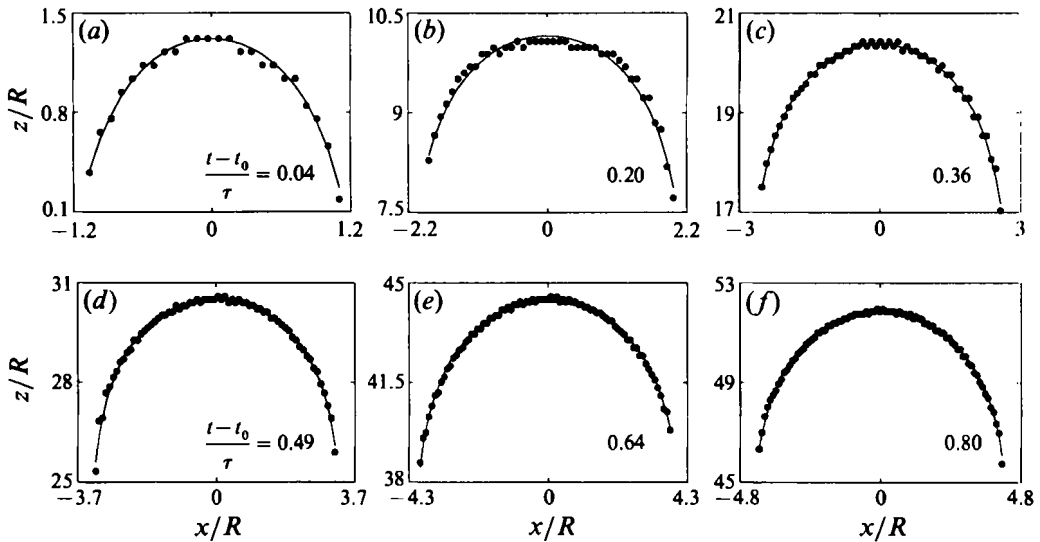 1.5
(a)
z/R
0.8
t − t₀
τ
= 0.04
0.1
−1.2
0
1.2
10.5
(b)
9
0.20
7.5
−2.2
0
2.2
21
(c)
19
0.36
17
−3
0
3
31
(d)
z/R
28
t − t₀
τ
= 0.49
25
−3.7
0
3.7
x/R
45
(e)
41.5
0.64
38
−4.3
0
4.3
x/R
53
(f)
49
0.80
45
−4.8
0
4.8
x/R